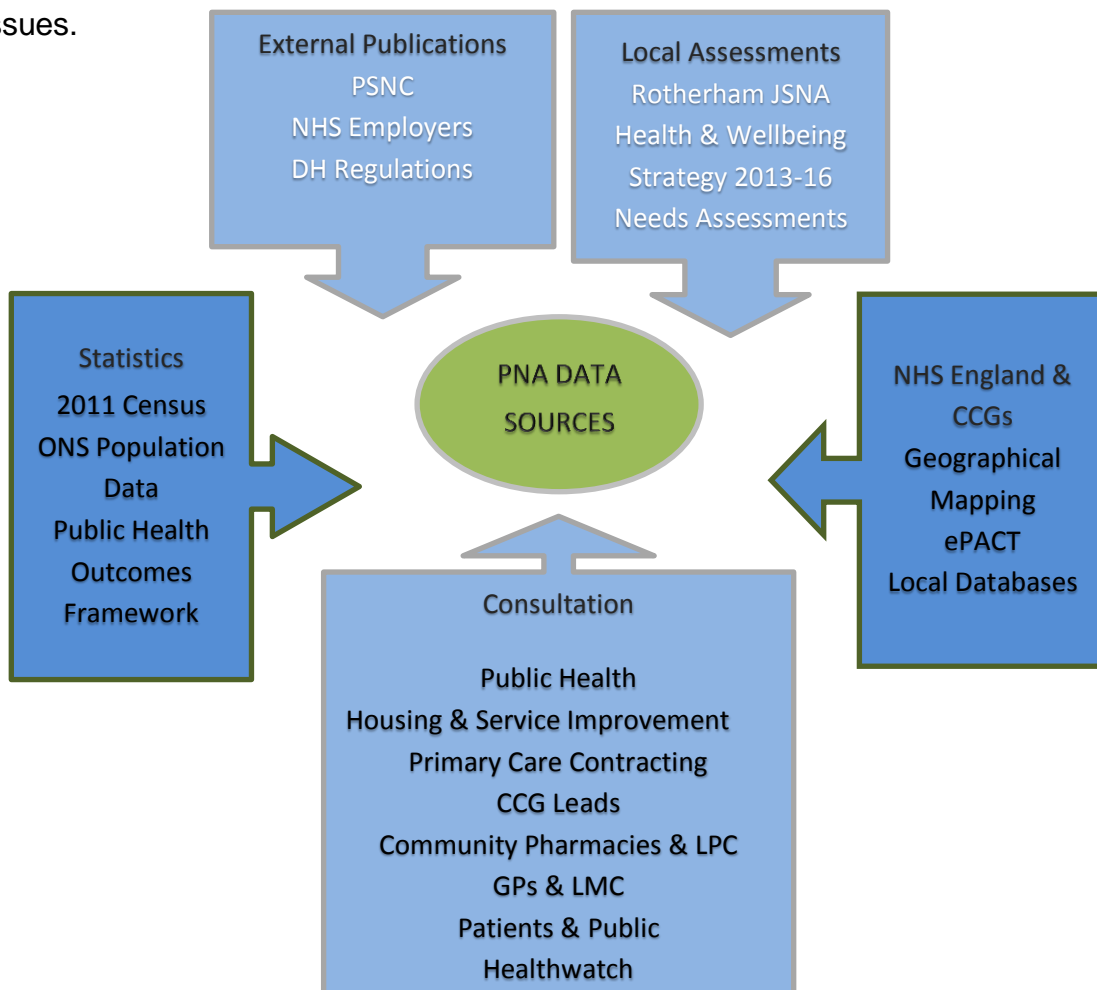 ssues.
External Publications
PSNC
NHS Employers
DH Regulations
Local Assessments
Rotherham JSNA
Health & Wellbeing
Strategy 2013-16
Needs Assessments
Statistics
2011 Census
ONS Population
Data
Public Health
Outcomes
Framework
PNA DATA
SOURCES
NHS England &
CCGs
Geographical
Mapping
ePACT
Local Databases
Consultation
Public Health
Housing & Service Improvement
Primary Care Contracting
CCG Leads
Community Pharmacies & LPC
GPs & LMC
Patients & Public
Healthwatch